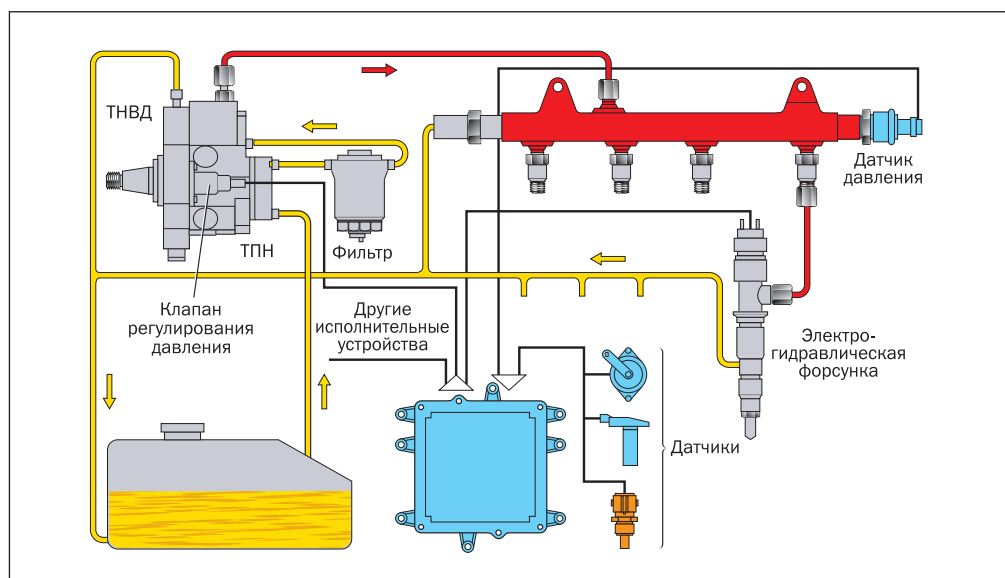 ТНВД
Датчик
давления
ТПН
Фильтр
Клапан
регулирования
давления
Другие
исполнительные
устройства
Электро-
гидравлическая
форсунка
Датчики